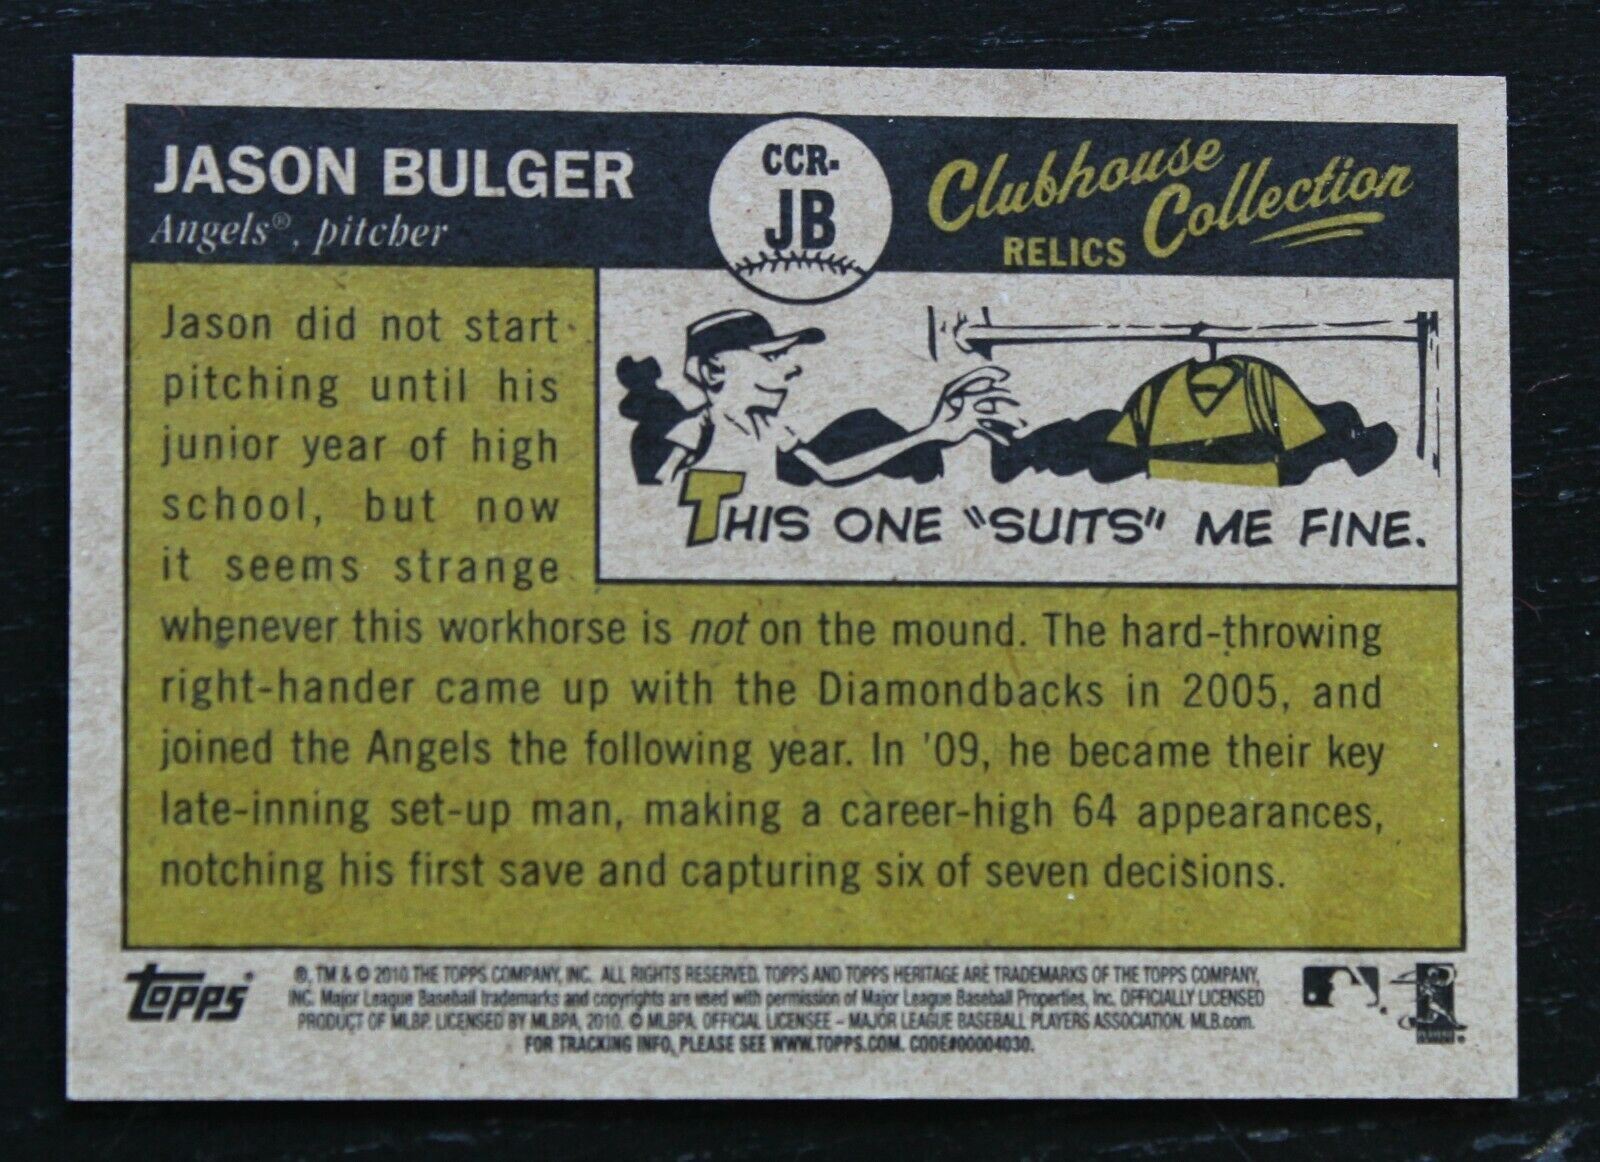 JASON BULGER
Angels®, pitcher
CCR-
JB
Clubhouse
Collection
RELICS
THIS ONE "SUITS" ME FINE.
Jason did not start
pitching until his
junior year of high
school, but now
it seems strange
whenever this workhorse is not on the mound. The hard-throwing
right-hander came up with the Diamondbacks in 2005, and
joined the Angels the following year. In '09, he became their key
late-inning set-up man, making a career-high 64 appearances,
notching his first save and capturing six of seven decisions.
Topps
®, TM & © 2010 THE TOPPS COMPANY, INC. ALL RIGHTS RESERVED. TOPPS AND TOPPS HERITAGE ARE TRADEMARKS OF THE TOPPS COMPANY,
INC. Major League Baseball trademarks and copyrights are used with permission of Major League Baseball Properties, Inc. OFFICIALLY LICENSED
PRODUCT OF MLBP. LICENSED BY MLBPA, 2010. © MLBPA. OFFICIAL LICENSEE - MAJOR LEAGUE BASEBALL PLAYERS ASSOCIATION. MLB.com.
FOR TRACKING INFO, PLEASE SEE WWW.TOPPS.COM. CODE#00004030.